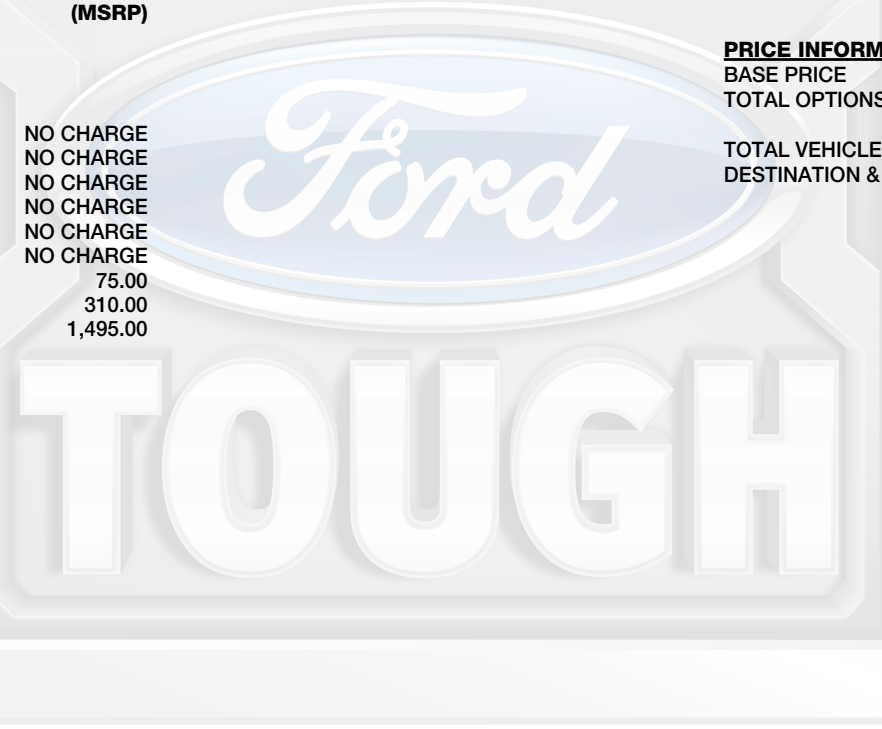 (MSRP)
NO CHARGE
NO CHARGE
NO CHARGE
NO CHARGE
NO CHARGE
NO CHARGE
75.00
310.00
1,495.00
PRICE INFORM
BASE PRICE
TOTAL OPTIONS
TOTAL VEHICLE
DESTINATION &
Ford
TOUGH